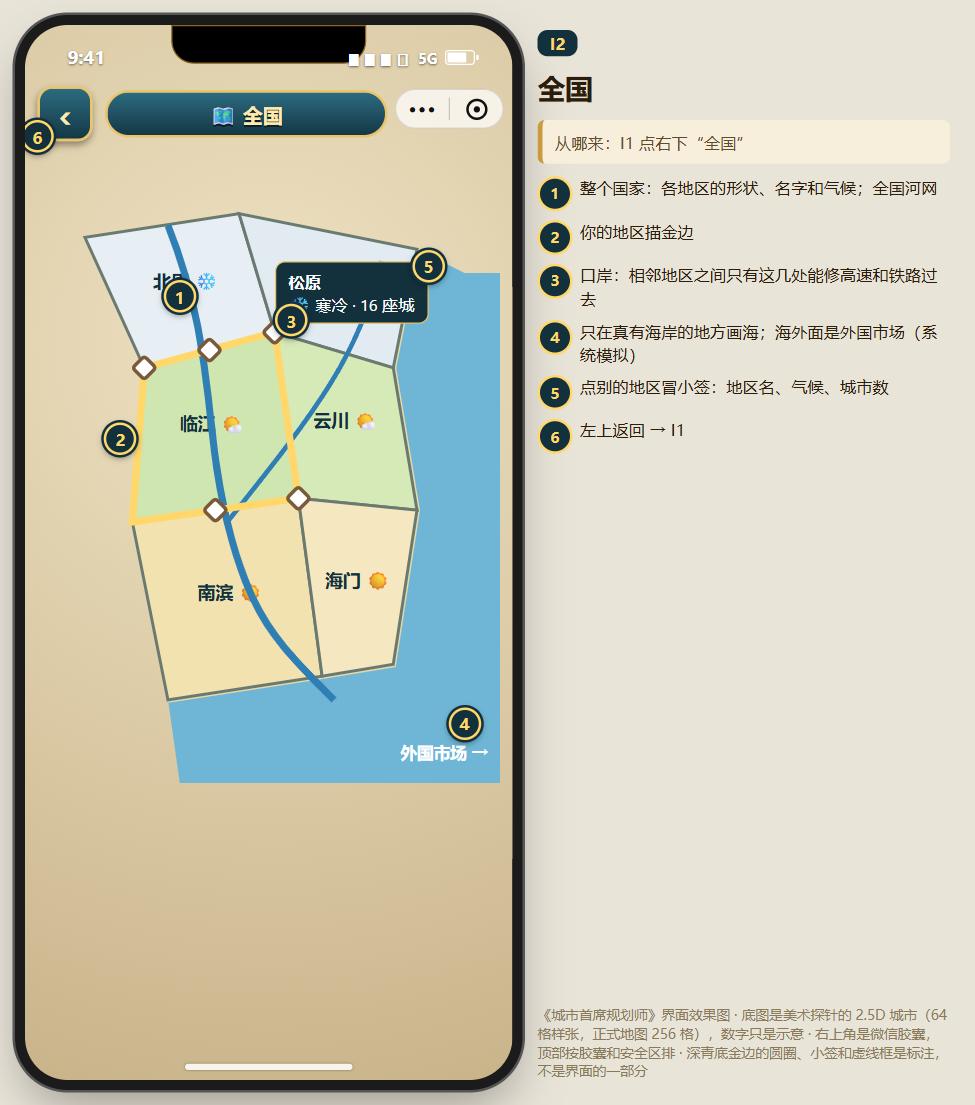 9:41
5G
‹
🗺️ 全国
•••
6
北
1
松原
寒冷 · 16 座城
5
3
2
临江
云川
南滨
海门
4
外国市场 →
I2
全国
从哪来：I1 点右下“全国”
1 整个国家：各地区的形状、名字和气候；全国河网
2 你的地区描金边
3 口岸：相邻地区之间只有这几处能修高速和铁路过
去
4 只在真有海岸的地方画海；海外面是外国市场（系
统模拟）
5 点别的地区冒小签：地区名、气候、城市数
6 左上返回 → I1
《城市首席规划师》界面效果图 · 底图是美术探针的 2.5D 城市（64
格样张，正式地图 256 格），数字只是示意 · 右上角是微信胶囊，
顶部按胶囊和安全区排 · 深青底金边的圆圈、小签和虚线框是标注，
不是界面的一部分